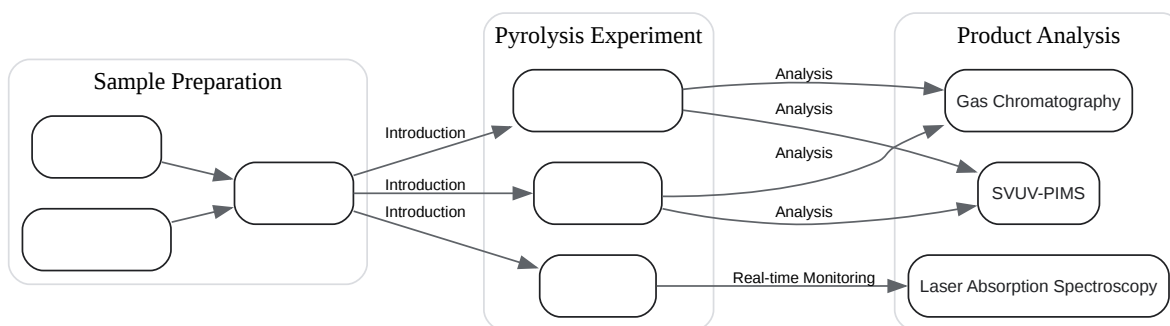 Sample Preparation
Pyrolysis Experiment
Product Analysis
Introduction
Introduction
Introduction
Analysis
Analysis
Analysis
Analysis
Real-time Monitoring
Gas Chromatography
SVUV-PIMS
Laser Absorption Spectroscopy